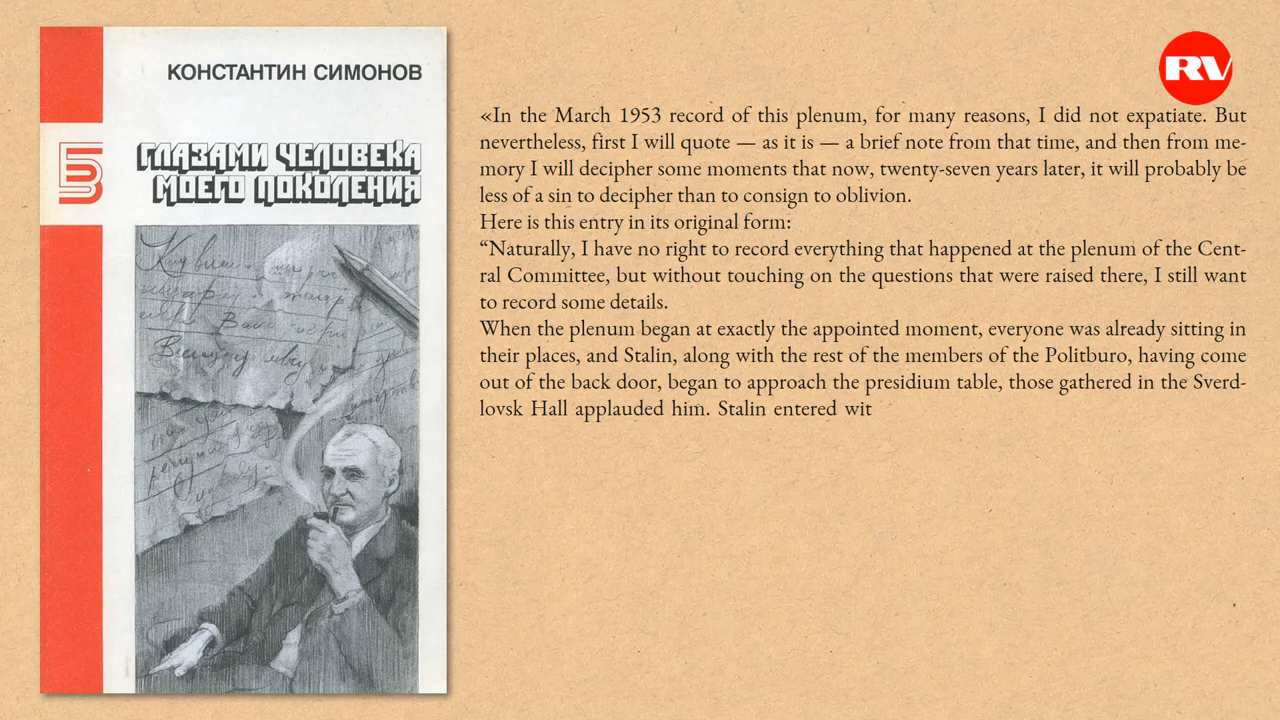 КОНСТАНТИН СИМОНОВ
ГЛАЗАМИ ЧЕЛОВЕКА
МОЕГО ПОКОЛЕНИЯ
RV
«In the March 1953 record of this plenum, for many reasons, I did not expatiate. But
nevertheless, first I will quote — as it is — a brief note from that time, and then from me-
mory I will decipher some moments that now, twenty-seven years later, it will probably be
less of a sin to decipher than to consign to oblivion.
Here is this entry in its original form:
“Naturally, I have no right to record everything that happened at the plenum of the Cent-
ral Committee, but without touching on the questions that were raised there, I still want
to record some details.
When the plenum began at exactly the appointed moment, everyone was already sitting in
their places, and Stalin, along with the rest of the members of the Politburo, having come
out of the back door, began to approach the presidium table, those gathered in the Sverd-
lovsk Hall applauded him. Stalin entered wit